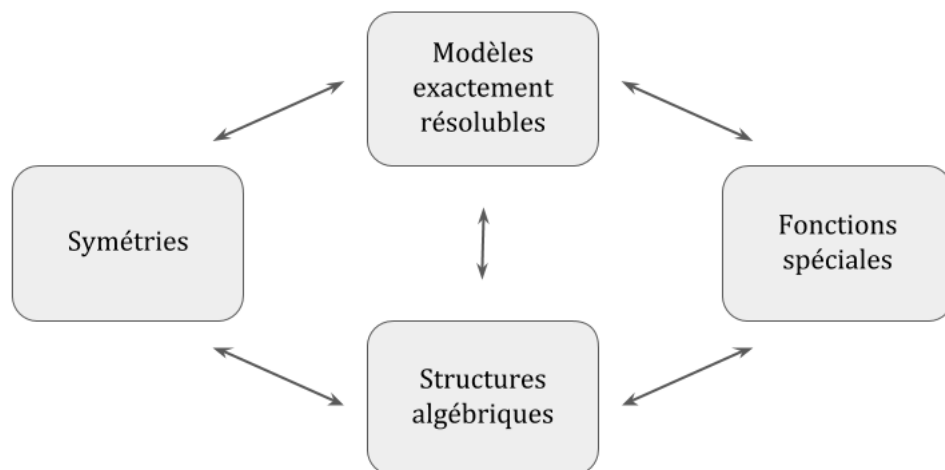 Modèles
exactement
résolubles
Symétries
Fonctions
spéciales
Structures
algébriques